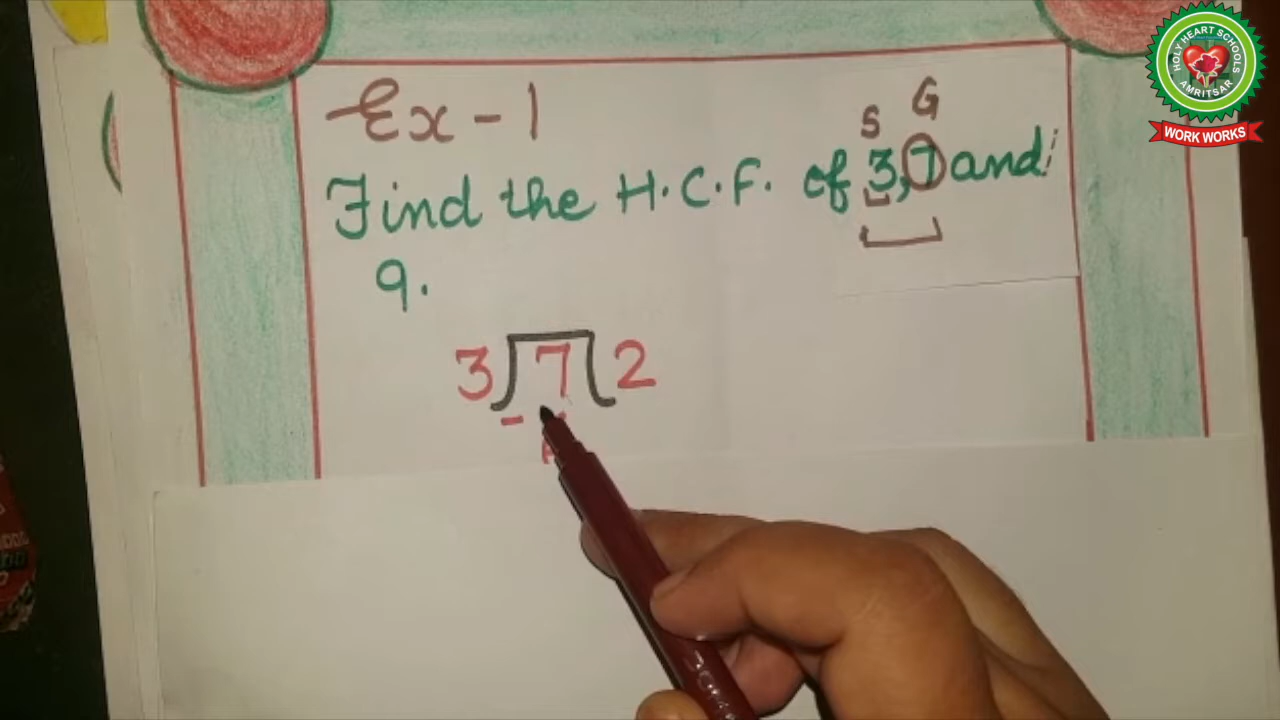 Ex - 1
S G
Find the H.C.F. of 3, 7 and
9.
3 7 2
-
HOLY HEART SCHOOLS
AMRITSAR
WORK WORKS